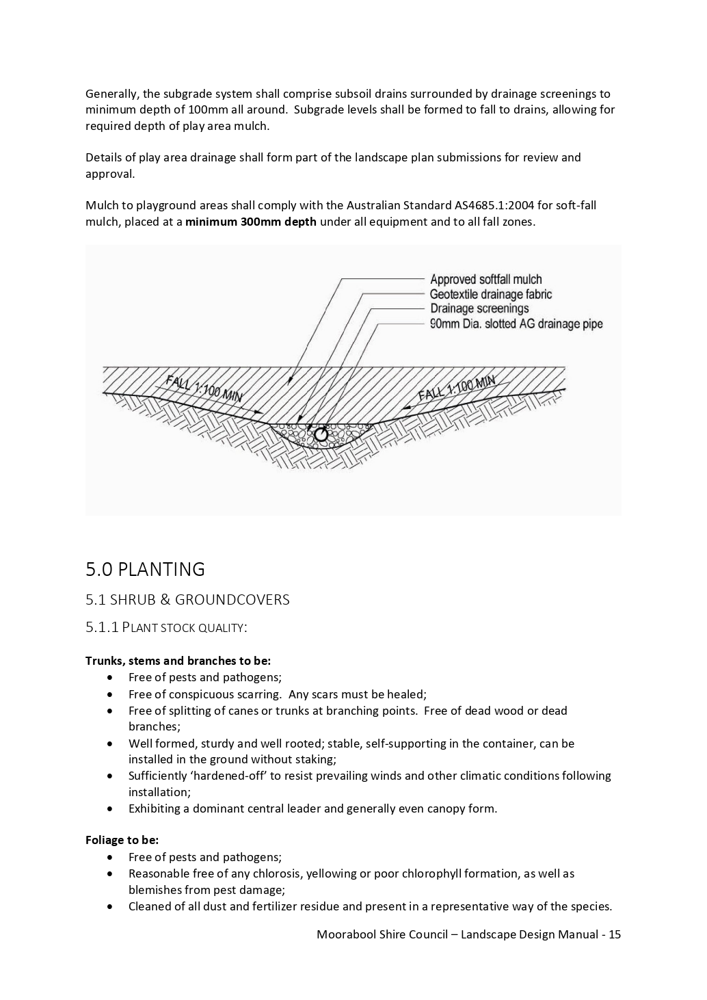 Generally, the subgrade system shall comprise subsoil drains surrounded by drainage screenings to
minimum depth of 100mm all around.  Subgrade levels shall be formed to fall to drains, allowing for
required depth of play area mulch.
Details of play area drainage shall form part of the landscape plan submissions for review and
approval.
Mulch to playground areas shall comply with the Australian Standard AS4685.1:2004 for soft-fall
mulch, placed at a minimum 300mm depth under all equipment and to all fall zones.
Approved softfall mulch
Geotextile drainage fabric
Drainage screenings
90mm Dia. slotted AG drainage pipe
FALL 1:100 MIN
FALL 1:100 MIN
5.0 PLANTING
5.1 SHRUB & GROUNDCOVERS
5.1.1 PLANT STOCK QUALITY:
Trunks, stems and branches to be:
• Free of pests and pathogens;
• Free of conspicuous scarring.  Any scars must be healed;
• Free of splitting of canes or trunks at branching points.  Free of dead wood or dead
branches;
• Well formed, sturdy and well rooted; stable, self-supporting in the container, can be
installed in the ground without staking;
• Sufficiently ‘hardened-off’ to resist prevailing winds and other climatic conditions following
installation;
• Exhibiting a dominant central leader and generally even canopy form.
Foliage to be:
• Free of pests and pathogens;
• Reasonable free of any chlorosis, yellowing or poor chlorophyll formation, as well as
blemishes from pest damage;
• Cleaned of all dust and fertilizer residue and present in a representative way of the species.
Moorabool Shire Council – Landscape Design Manual - 15